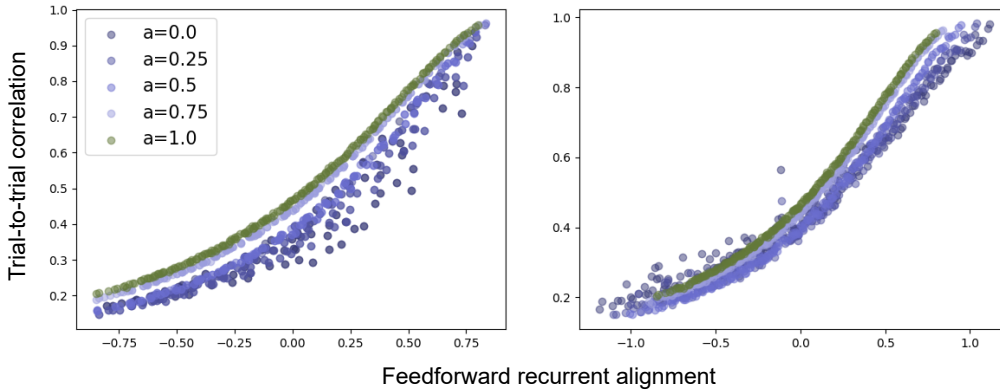 1.0
0.9
0.8
0.7
0.6
0.5
0.4
0.3
0.2
a=0.0
a=0.25
a=0.5
a=0.75
a=1.0
−0.75 −0.50 −0.25 0.00 0.25 0.50 0.75
Trial-to-trial correlation
1.0
0.8
0.6
0.4
0.2
−1.0 −0.5 0.0 0.5 1.0
Feedforward recurrent alignment